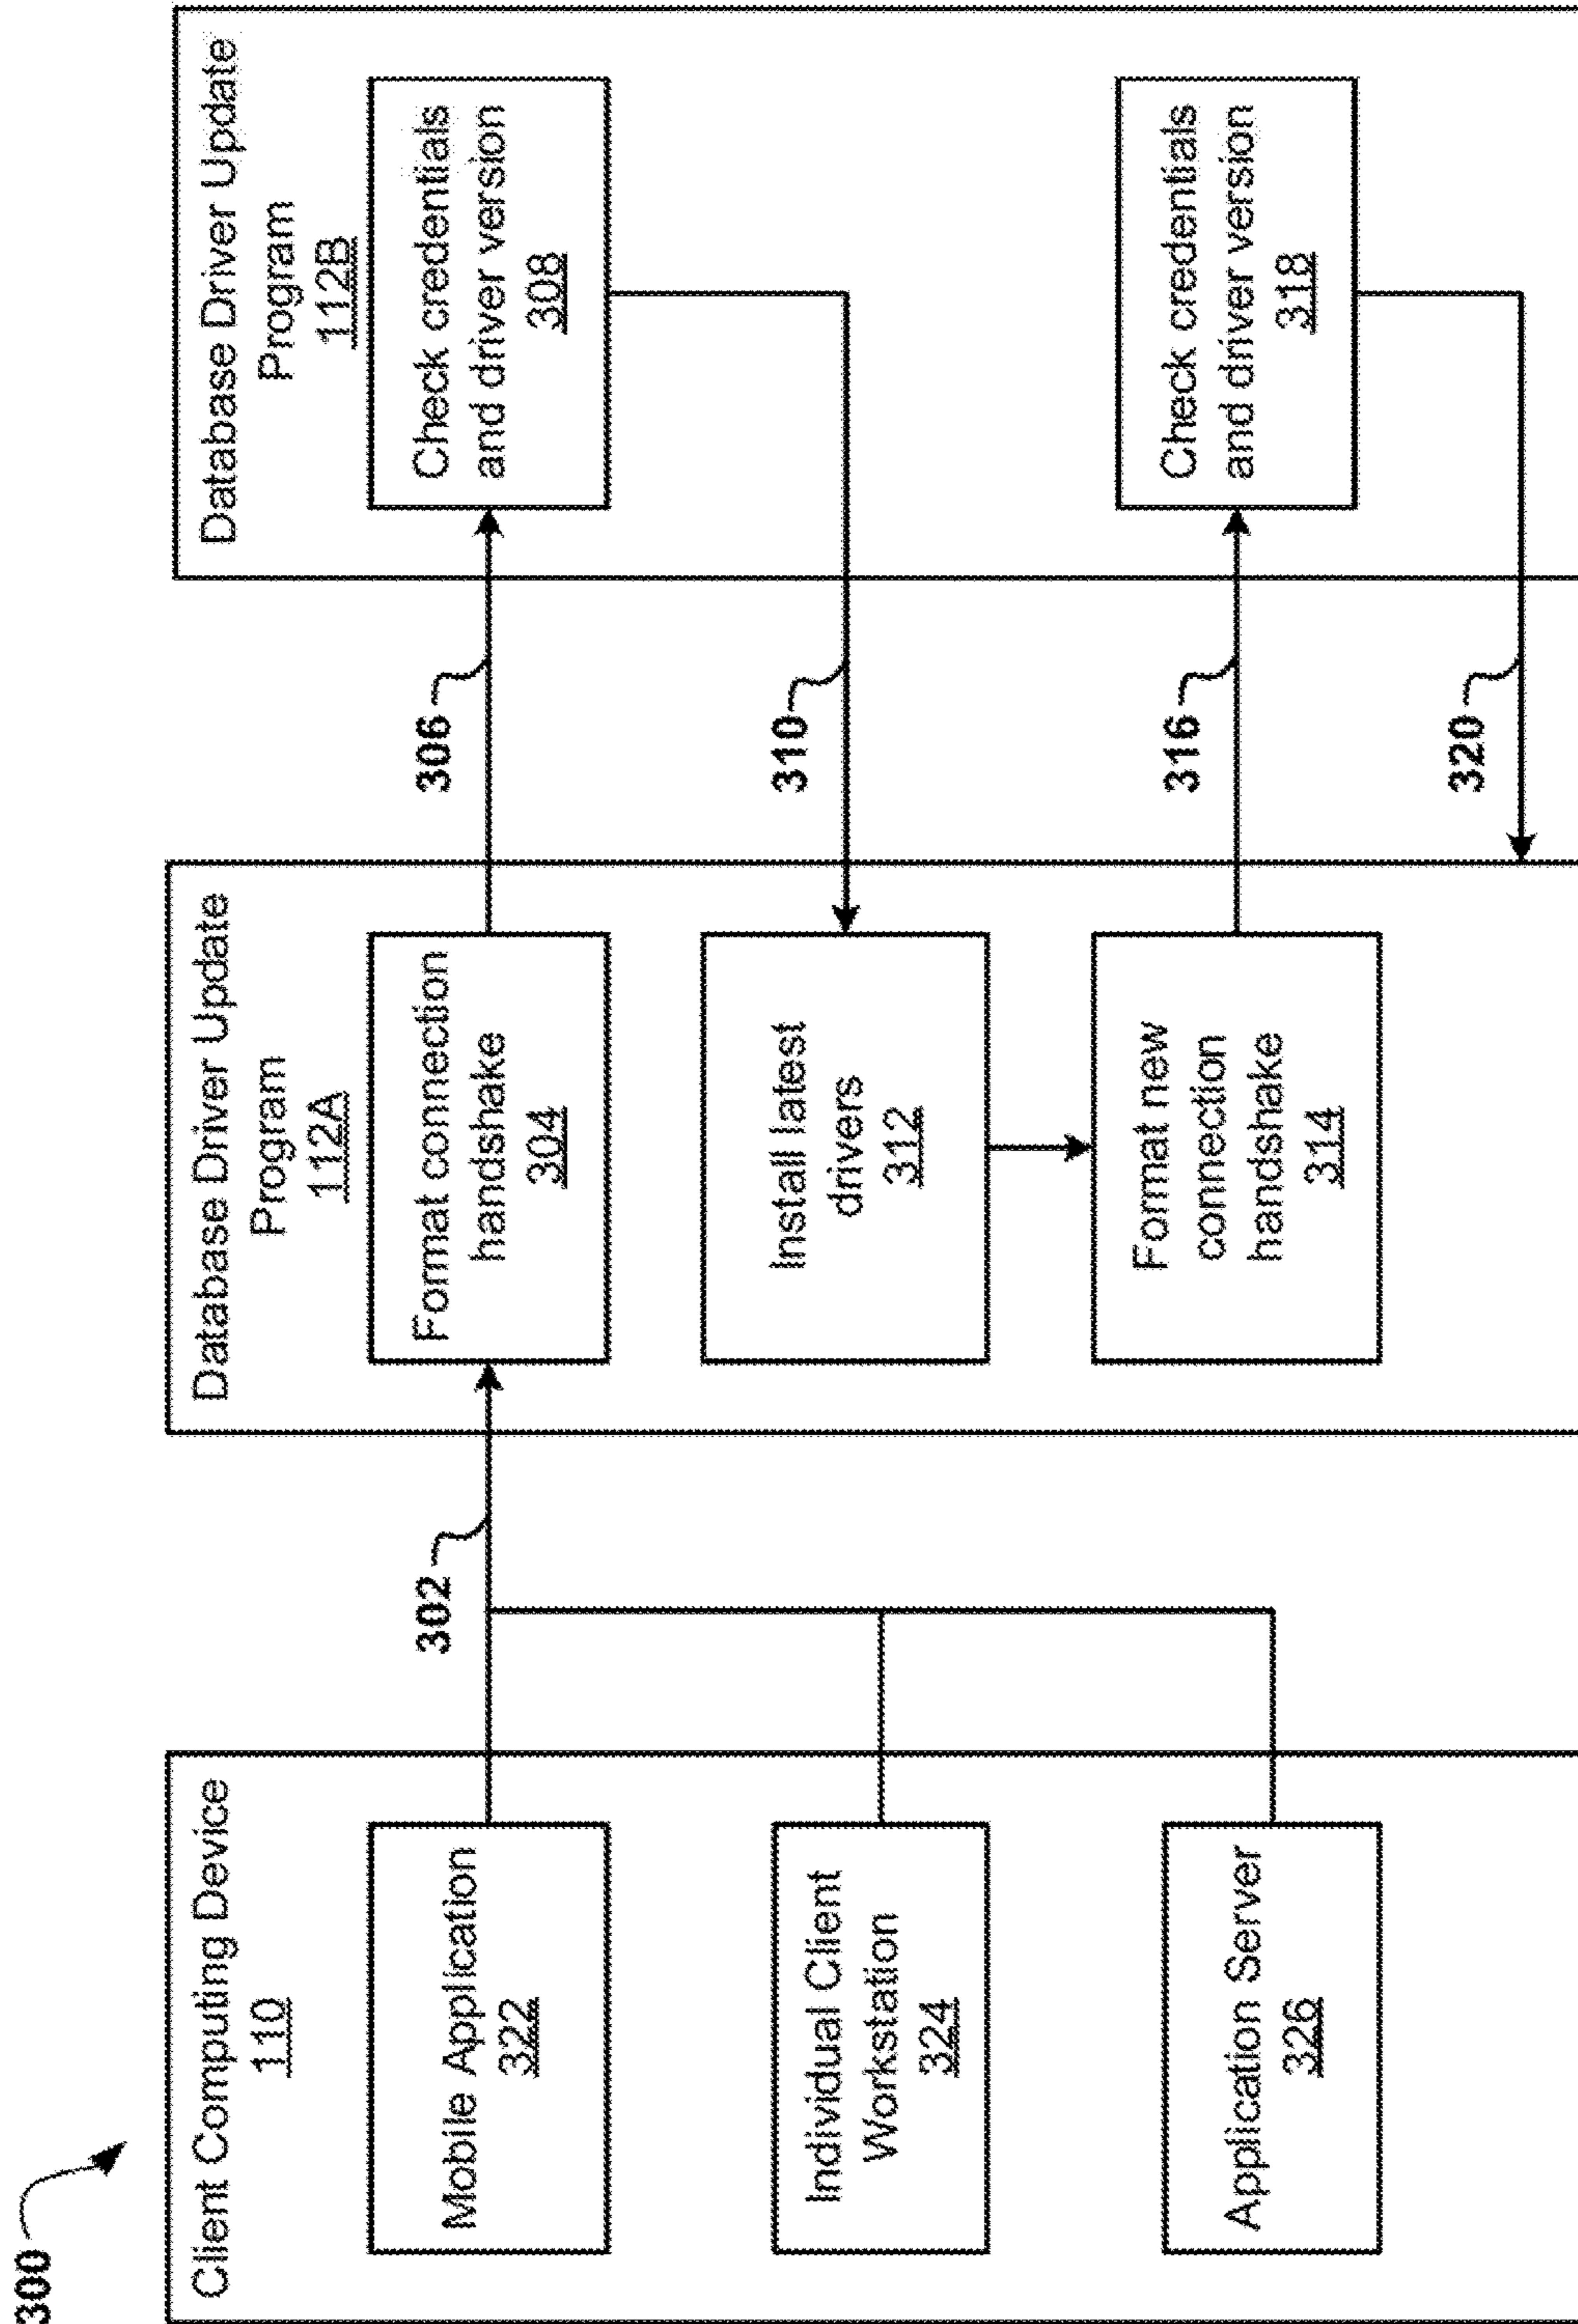 300
Client Computing Device
110
Mobile Application
322
Individual Client
Workstation
324
Application Server
326
302
Database Driver Update
Program
112A
Format connection
handshake
304
Install latest
drivers
312
Format new
connection
handshake
314
306
310
316
320
Database Driver Update
Program
112B
Check credentials
and driver version
308
Check credentials
and driver version
318